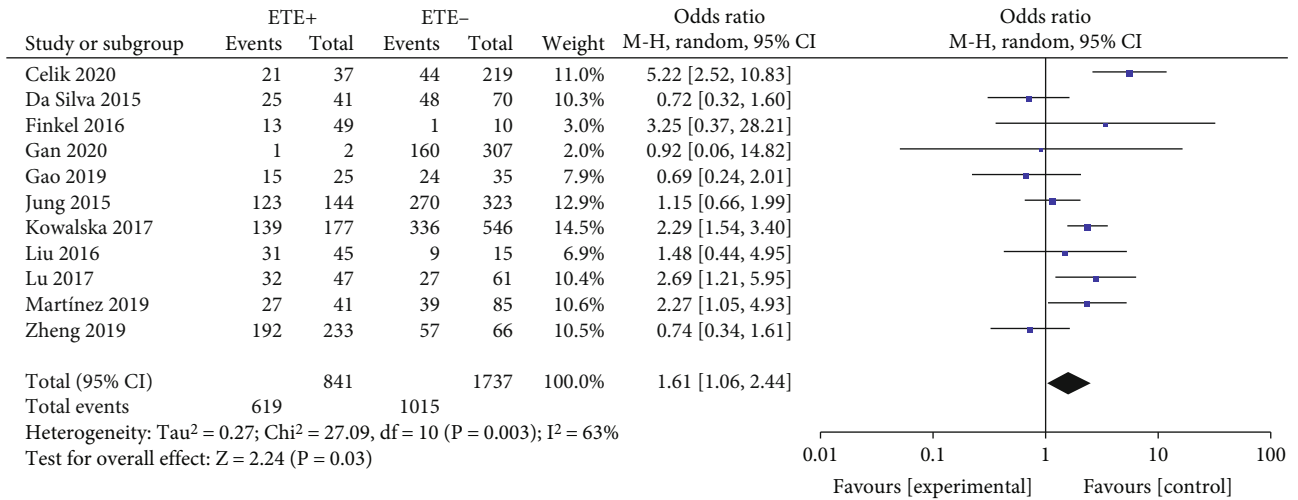 ETE+ ETE– Odds ratio Odds ratio
Study or subgroup Events Total Events Total Weight M-H, random, 95% CI M-H, random, 95% CI
Celik 2020 21 37 44 219 11.0% 5.22 [2.52, 10.83]
Da Silva 2015 25 41 48 70 10.3% 0.72 [0.32, 1.60]
Finkel 2016 13 49 1 10 3.0% 3.25 [0.37, 28.21]
Gan 2020 1 2 160 307 2.0% 0.92 [0.06, 14.82]
Gao 2019 15 25 24 35 7.9% 0.69 [0.24, 2.01]
Jung 2015 123 144 270 323 12.9% 1.15 [0.66, 1.99]
Kowalska 2017 139 177 336 546 14.5% 2.29 [1.54, 3.40]
Liu 2016 31 45 9 15 6.9% 1.48 [0.44, 4.95]
Lu 2017 32 47 27 61 10.4% 2.69 [1.21, 5.95]
Martínez 2019 27 41 39 85 10.6% 2.27 [1.05, 4.93]
Zheng 2019 192 233 57 66 10.5% 0.74 [0.34, 1.61]
Total (95% CI) 841 1737 100.0% 1.61 [1.06, 2.44]
Total events 619 1015
Heterogeneity: Tau² = 0.27; Chi² = 27.09, df = 10 (P = 0.003); I² = 63%
Test for overall effect: Z = 2.24 (P = 0.03)
0.01 0.1 1 10 100
Favours [experimental] Favours [control]